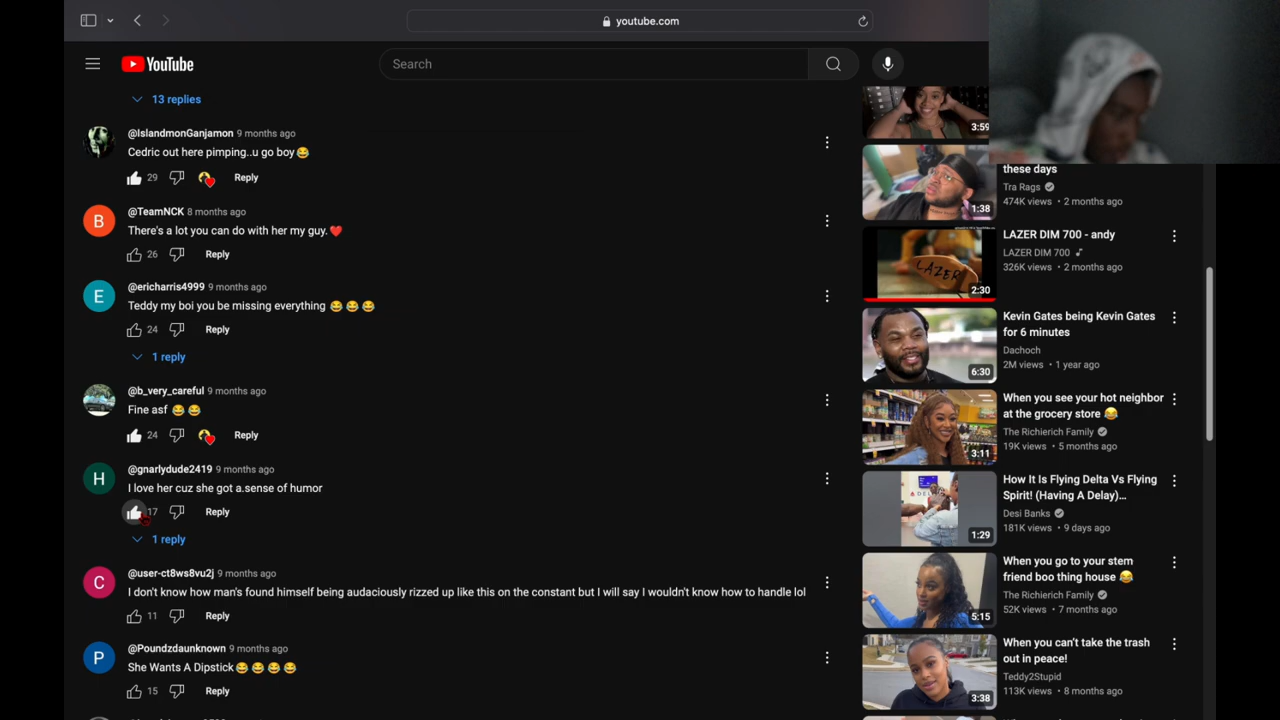 youtube.com
YouTube
Search
13 replies
@IslandmonGanjamon 9 months ago
Cedric out here pimping..u go boy😂
29 Reply
B
@TeamNCK 8 months ago
There's a lot you can do with her my guy.❤️
26 Reply
E
@ericharris4999 9 months ago
Teddy my boi you be missing everything 😂 😂 😂
24 Reply
1 reply
@b_very_careful 9 months ago
Fine asf 😂 😂
24 Reply
H
@gnarlydude2419 9 months ago
I love her cuz she got a.sense of humor
17 Reply
1 reply
C
@user-ct8ws8vu2j 9 months ago
I don't know how man's found himself being audaciously rizzed up like this on the constant but I will say I wouldn't know how to handle lol
11 Reply
P
@Poundzdaunknown 9 months ago
She Wants A Dipstick😂 😂 😂 😂
15 Reply
3:59
these days
Tra Rags
474K views • 2 months ago
1:38
LAZER DIM 700 - andy
LAZER DIM 700
326K views • 2 months ago
LAZER
2:30
Kevin Gates being Kevin Gates
for 6 minutes
Dachoch
2M views • 1 year ago
6:30
When you see your hot neighbor
at the grocery store 😂
The Richierich Family
19K views • 5 months ago
3:11
How It Is Flying Delta Vs Flying
Spirit! (Having A Delay)…
Desi Banks
181K views • 9 days ago
1:29
When you go to your stem
friend boo thing house 😂
The Richierich Family
52K views • 7 months ago
5:15
When you can't take the trash
out in peace!
Teddy2Stupid
113K views • 8 months ago
3:38